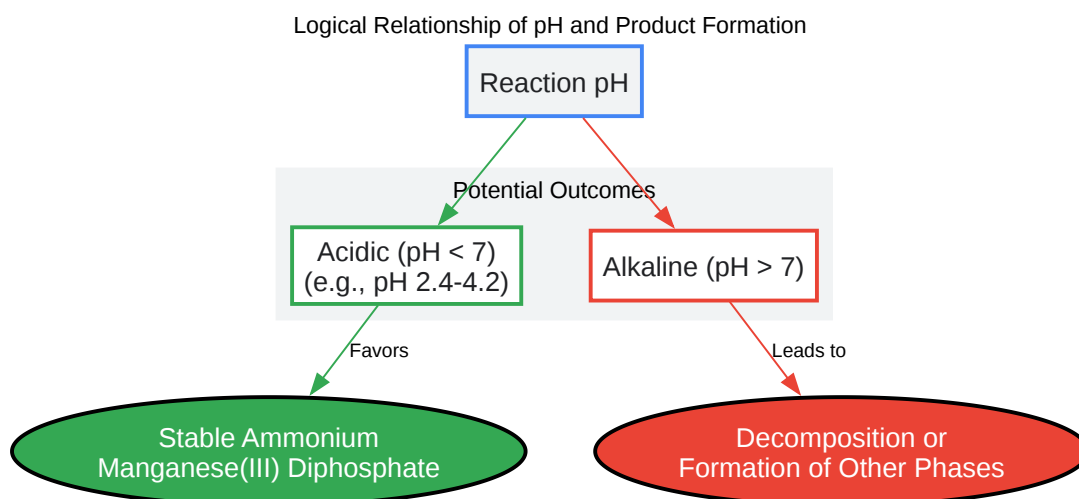 Logical Relationship of pH and Product Formation
Reaction pH
Potential Outcomes
Acidic (pH < 7)
(e.g., pH 2.4-4.2)
Alkaline (pH > 7)
Favors
Leads to
Stable Ammonium
Manganese(III) Diphosphate
Decomposition or
Formation of Other Phases